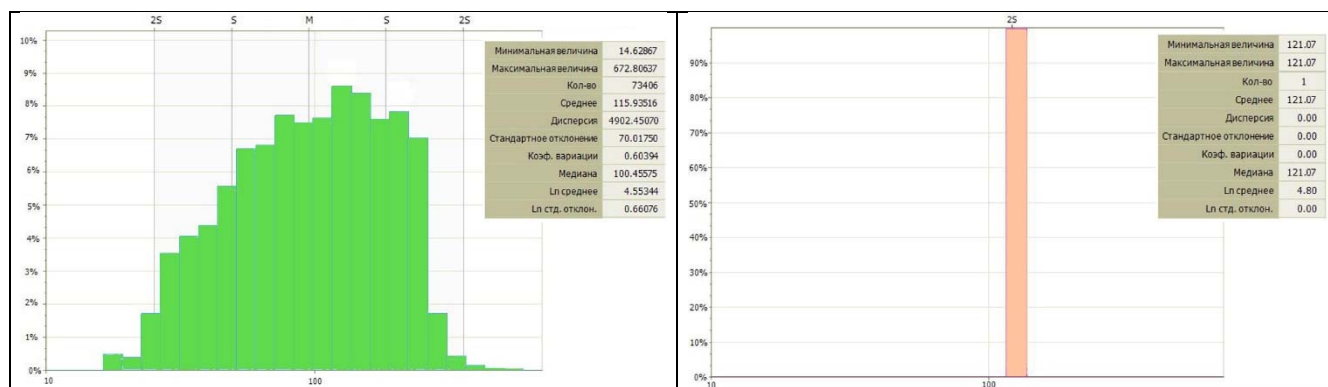 2S S M S 2S
10%
9%
8%
7%
6%
5%
4%
3%
2%
1%
0%
10 100
Минимальная величина 14.62867
Максимальная величина 672.80637
Кол-во 73406
Среднее 115.93516
Дисперсия 4902.45070
Стандартное отклонение 70.01750
Коэф. вариации 0.60394
Медиана 100.45575
Ln среднее 4.55344
Ln стд. отклон. 0.66076
2S
90%
80%
70%
60%
50%
40%
30%
20%
10%
0%
10 100
Минимальная величина 121.07
Максимальная величина 121.07
Кол-во 1
Среднее 121.07
Дисперсия 0.00
Стандартное отклонение 0.00
Коэф. вариации 0.00
Медиана 121.07
Ln среднее 4.80
Ln стд. отклон. 0.00